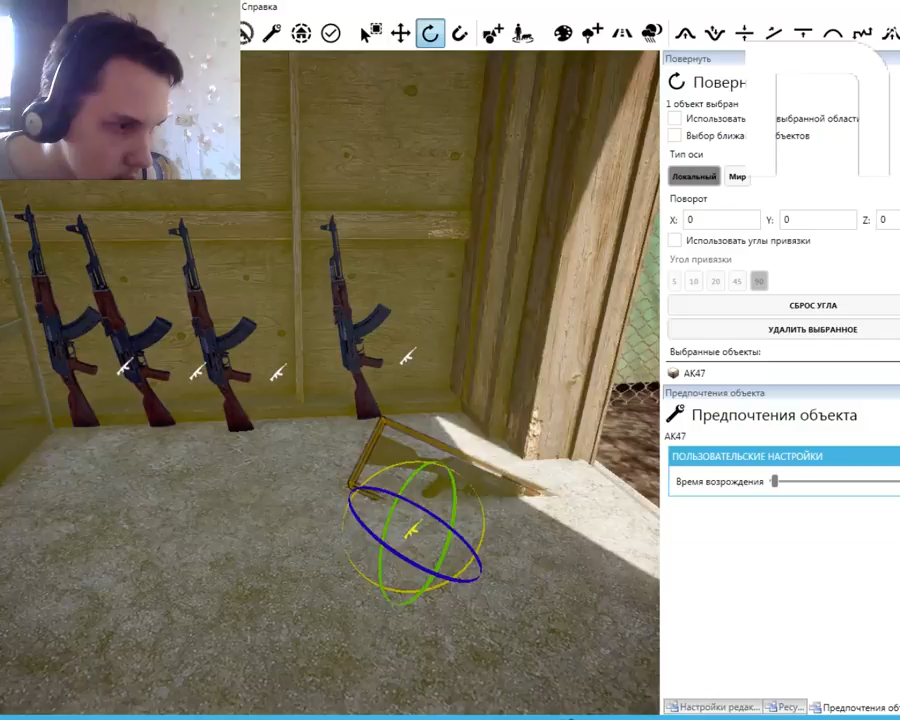 Справка
Повернуть
Поверн
1 объект выбран
Использовать выбранной област
Выбор ближа бъектов
Тип оси
Локальный Мир
Поворот
X: 0 Y: 0 Z: 0
Использовать углы привязки
Угол привязки
5 10 20 45 90
СБРОС УГЛА
УДАЛИТЬ ВЫБРАННОЕ
Выбранные объекты:
AK47
Предпочтения объекта
Предпочтения объекта
AK47
ПОЛЬЗОВАТЕЛЬСКИЕ НАСТРОЙКИ
Время возрождения
Настройки редак... Ресу... Предпочтения об